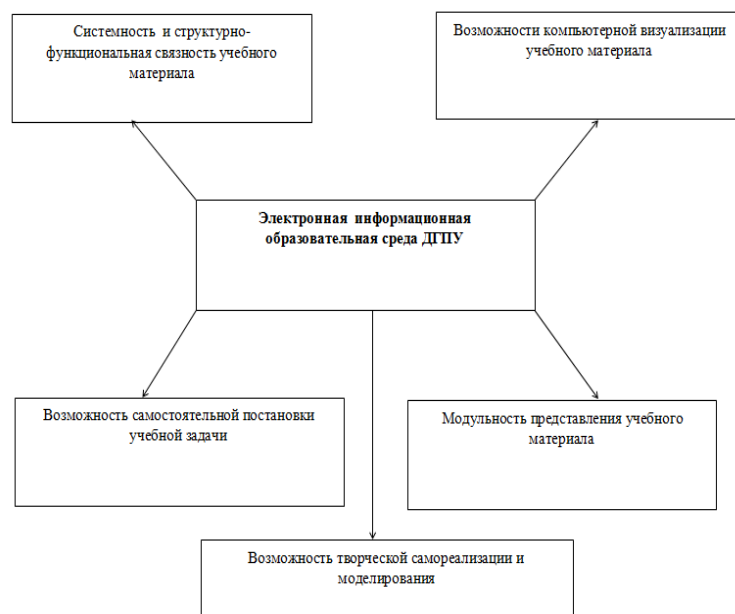 Системность и структурно-
функциональная связность учебного
материала
Возможности компьютерной визуализации
учебного материала
Электронная информационная
образовательная среда ДГПУ
Возможность самостоятельной постановки
учебной задачи
Модульность представления учебного
материала
Возможность творческой самореализации и
моделирования